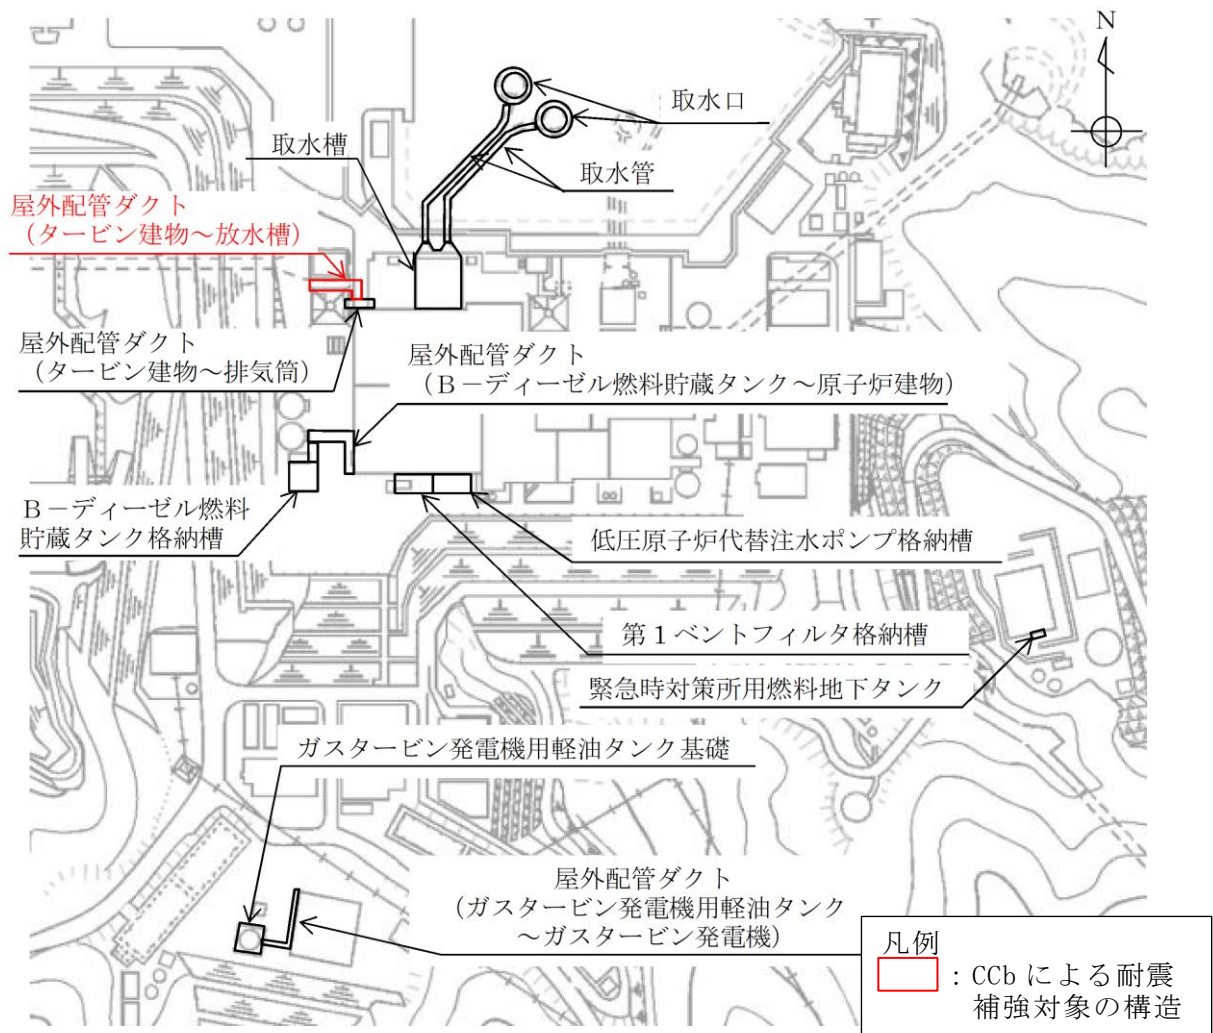 N
取水口
取水槽
取水管
屋外配管ダクト
（タービン建物～放水槽）
屋外配管ダクト
（タービン建物～排気筒）
屋外配管ダクト
（Ｂ－ディーゼル燃料貯蔵タンク～原子炉建物）
Ｂ－ディーゼル燃料
貯蔵タンク格納槽
低圧原子炉代替注水ポンプ格納槽
第１ベントフィルタ格納槽
緊急時対策所用燃料地下タンク
ガスタービン発電機用軽油タンク基礎
屋外配管ダクト
（ガスタービン発電機用軽油タンク
～ガスタービン発電機）
凡例
：CCbによる耐震
補強対象の構造